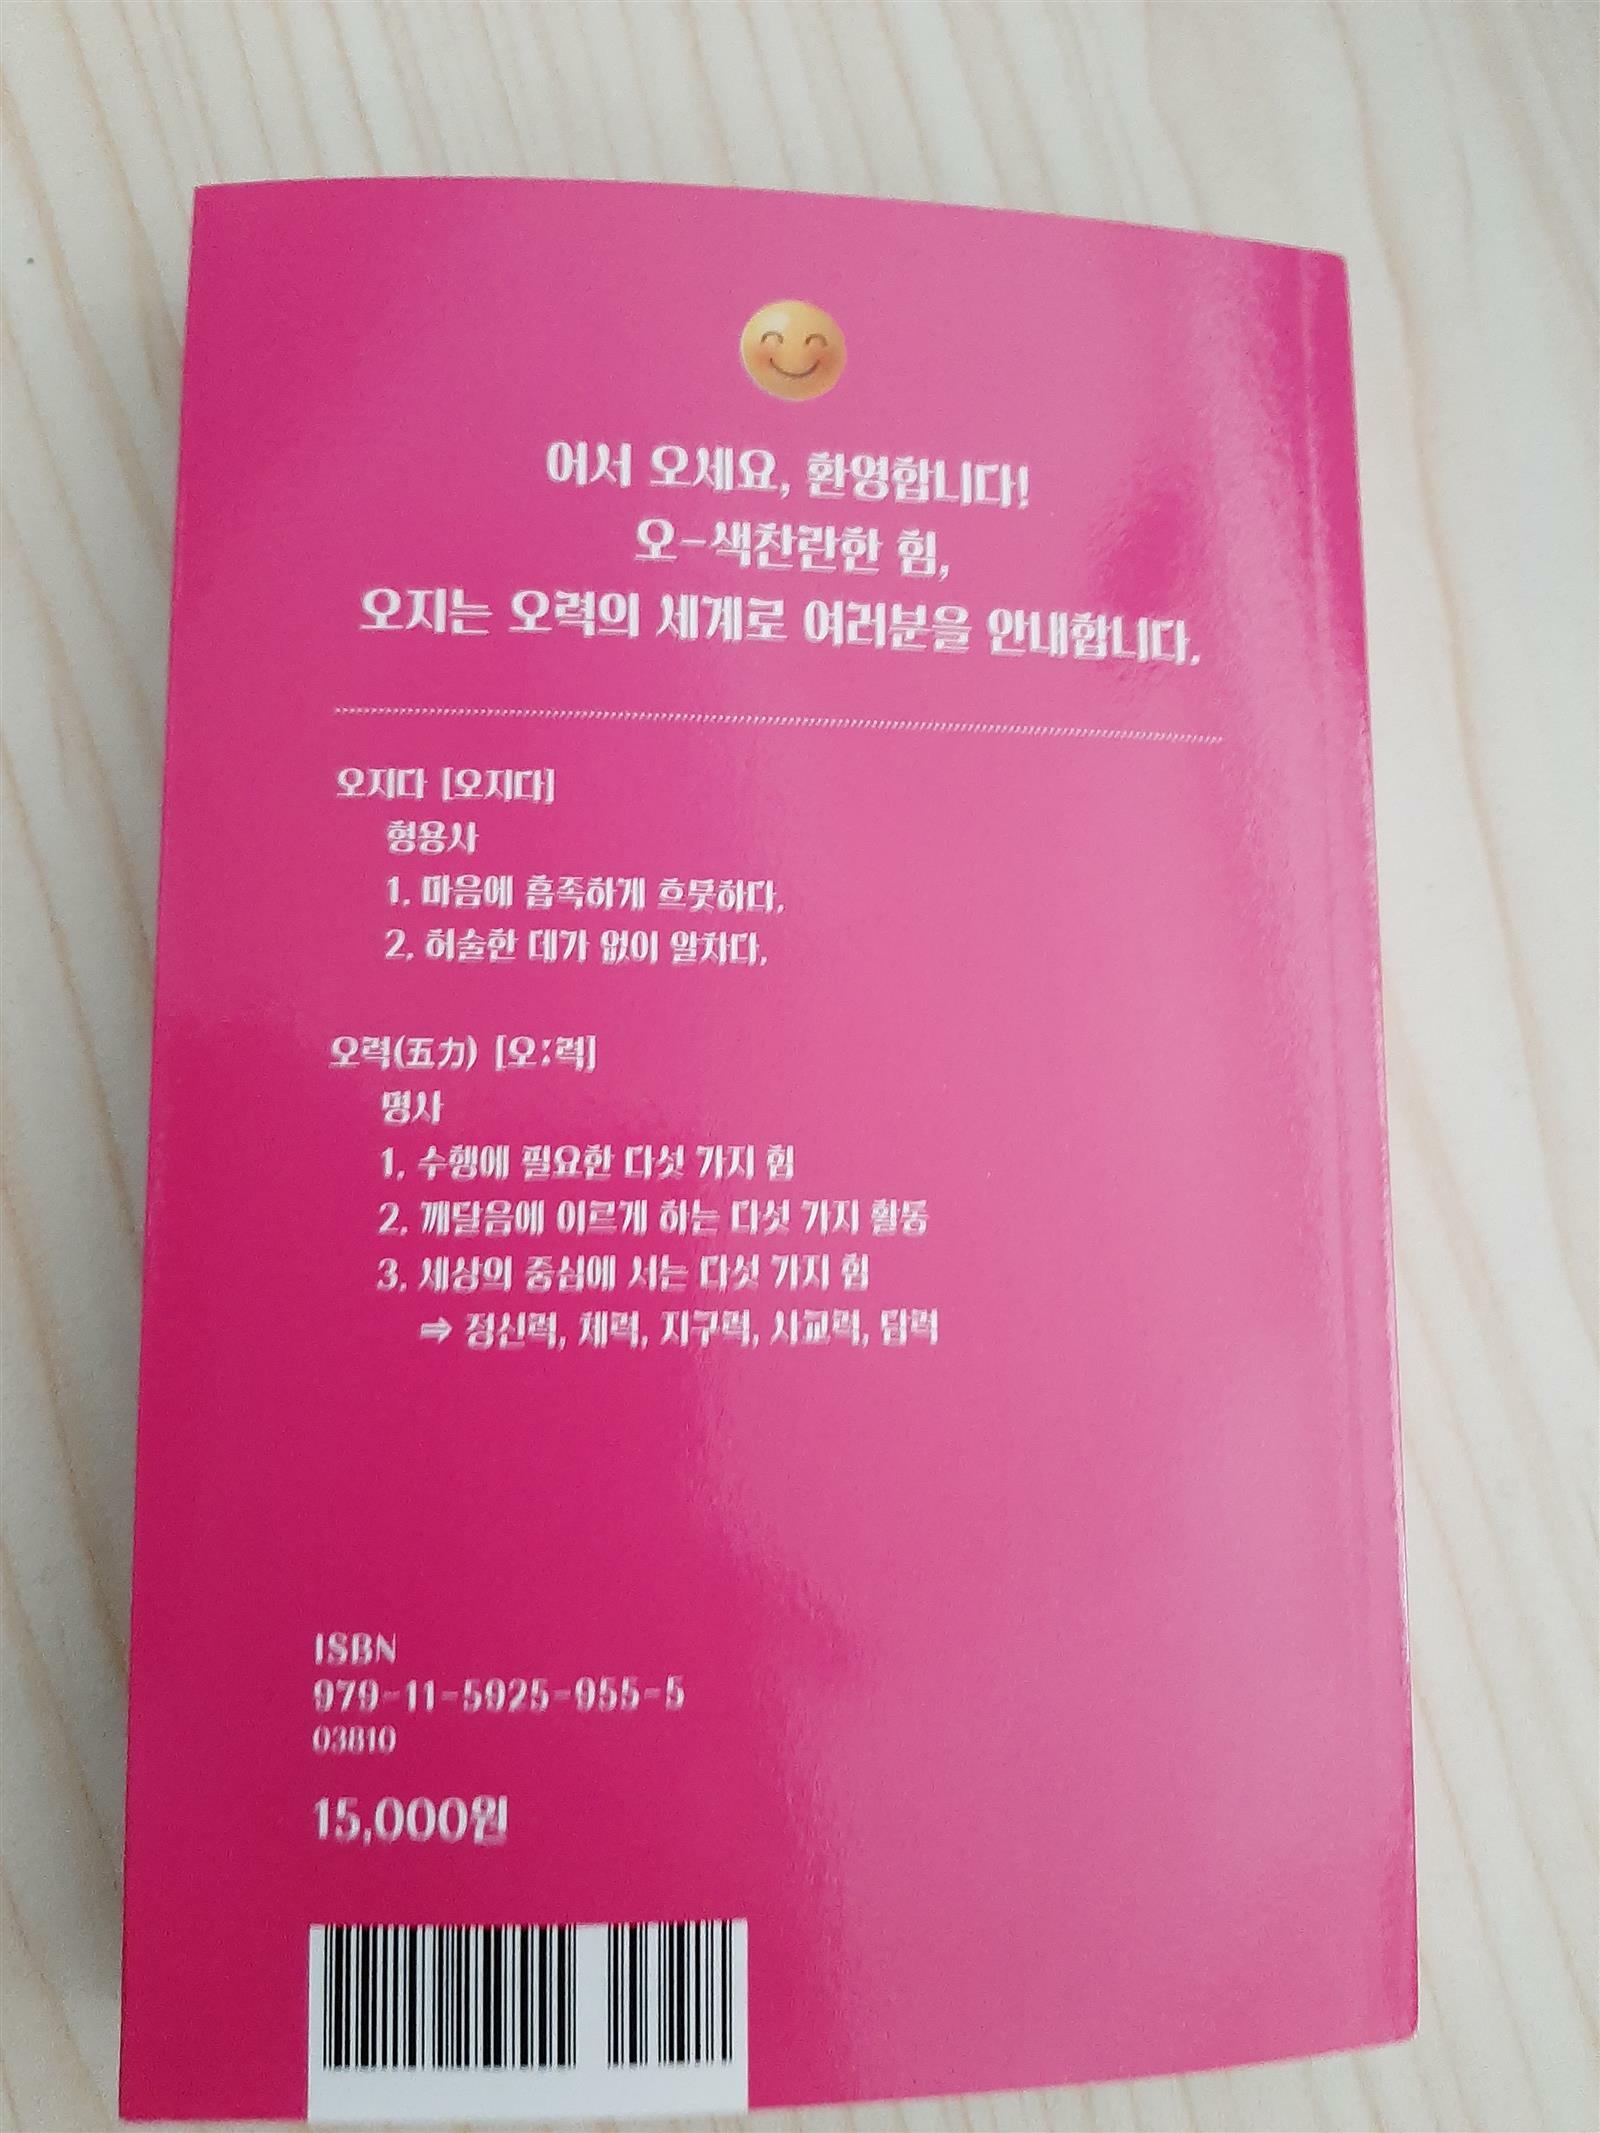 어서 오세요, 환영합니다!
오-색찬란한 힘,
오지는 오력의 세계로 여러분을 안내합니다.
오지다 [오지다]
형용사
1. 마음에 흡족하게 흐뭇하다.
2. 허술한 데가 없이 알차다.
오력(五力) [오ː력]
명사
1. 수행에 필요한 다섯 가지 힘
2. 깨달음에 이르게 하는 다섯 가지 활동
3. 세상의 중심에 서는 다섯 가지 힘
⇒ 정신력, 체력, 지구력, 사교력, 담력
ISBN
979-11-5925-955-5
03810
15,000원